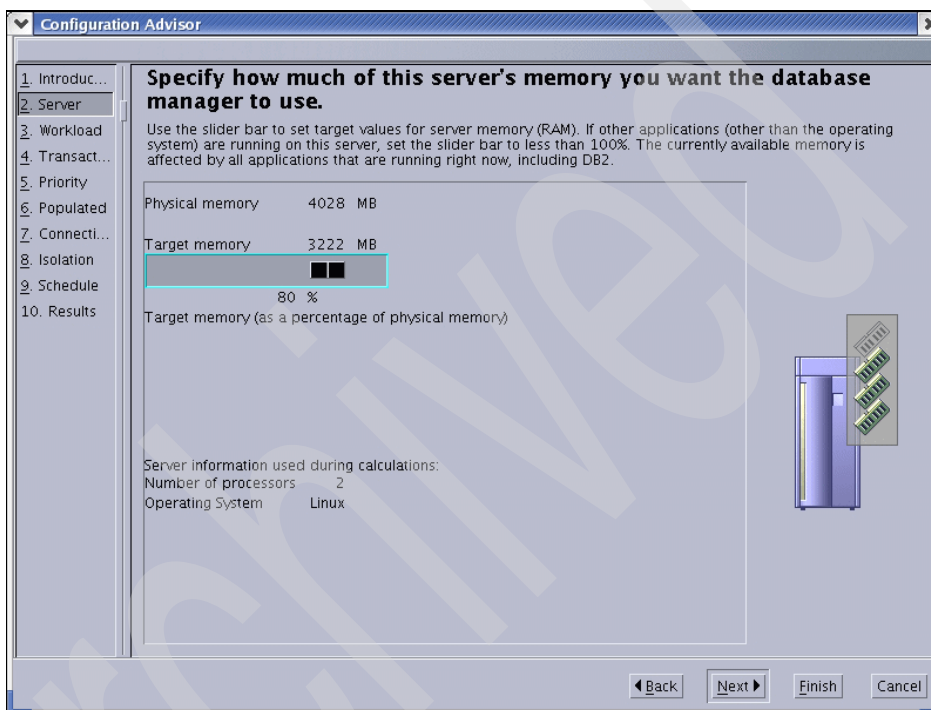 Configuration Advisor
1. Introduc...
2. Server
3. Workload
4. Transact...
5. Priority
6. Populated
7. Connecti...
8. Isolation
9. Schedule
10. Results
Specify how much of this server's memory you want the database
manager to use.
Use the slider bar to set target values for server memory (RAM). If other applications (other than the operating
system) are running on this server, set the slider bar to less than 100%. The currently available memory is
affected by all applications that are running right now, including DB2.
Physical memory 4028 MB
Target memory 3222 MB
80 %
Target memory (as a percentage of physical memory)
Server information used during calculations:
Number of processors 2
Operating System Linux
Back Next Finish Cancel
rchived